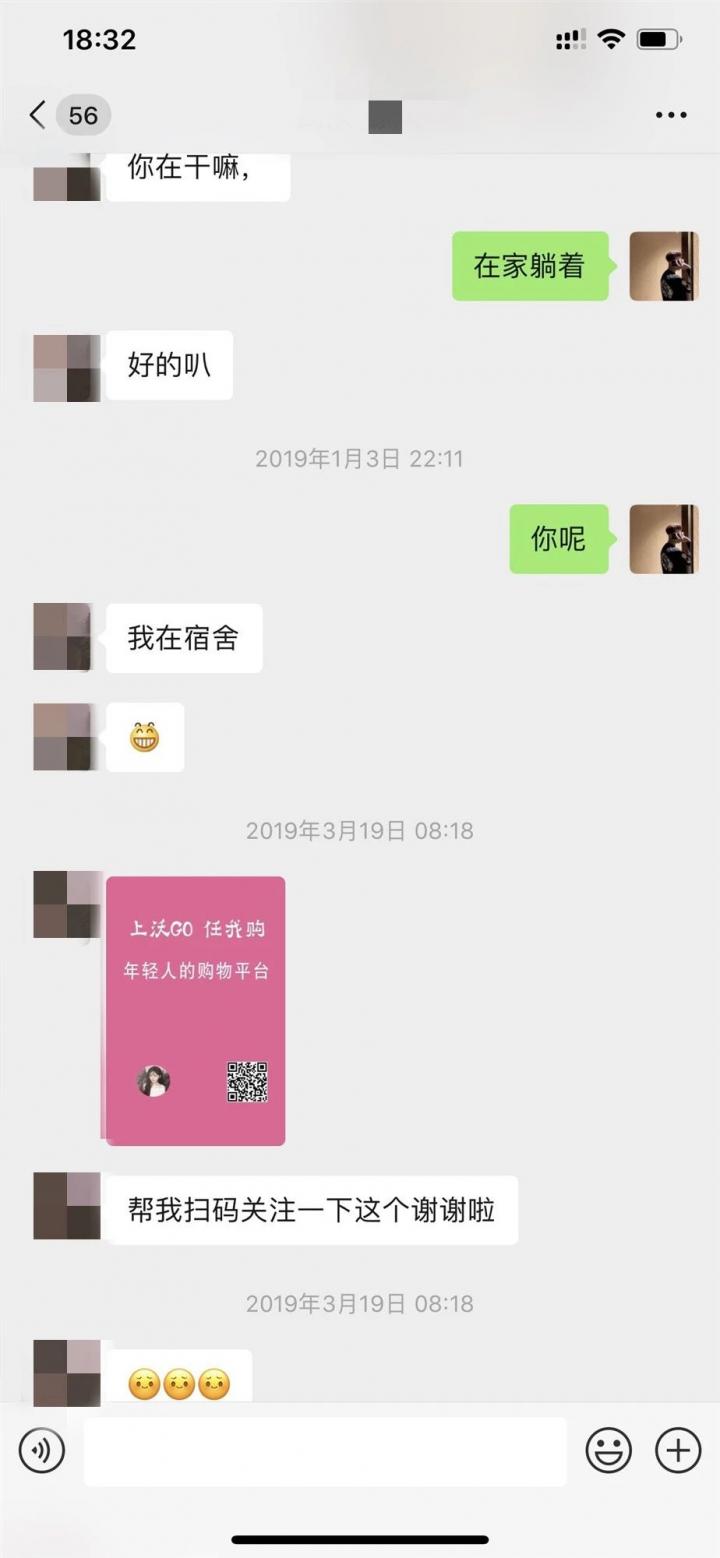 18:32
56
你在干嘛,
在家躺着
好的叭
2019年1月3日 22:11
你呢
我在宿舍
2019年3月19日 08:18
上沃GO 任我购
年轻人的购物平台
帮我扫码关注一下这个谢谢啦
2019年3月19日 08:18